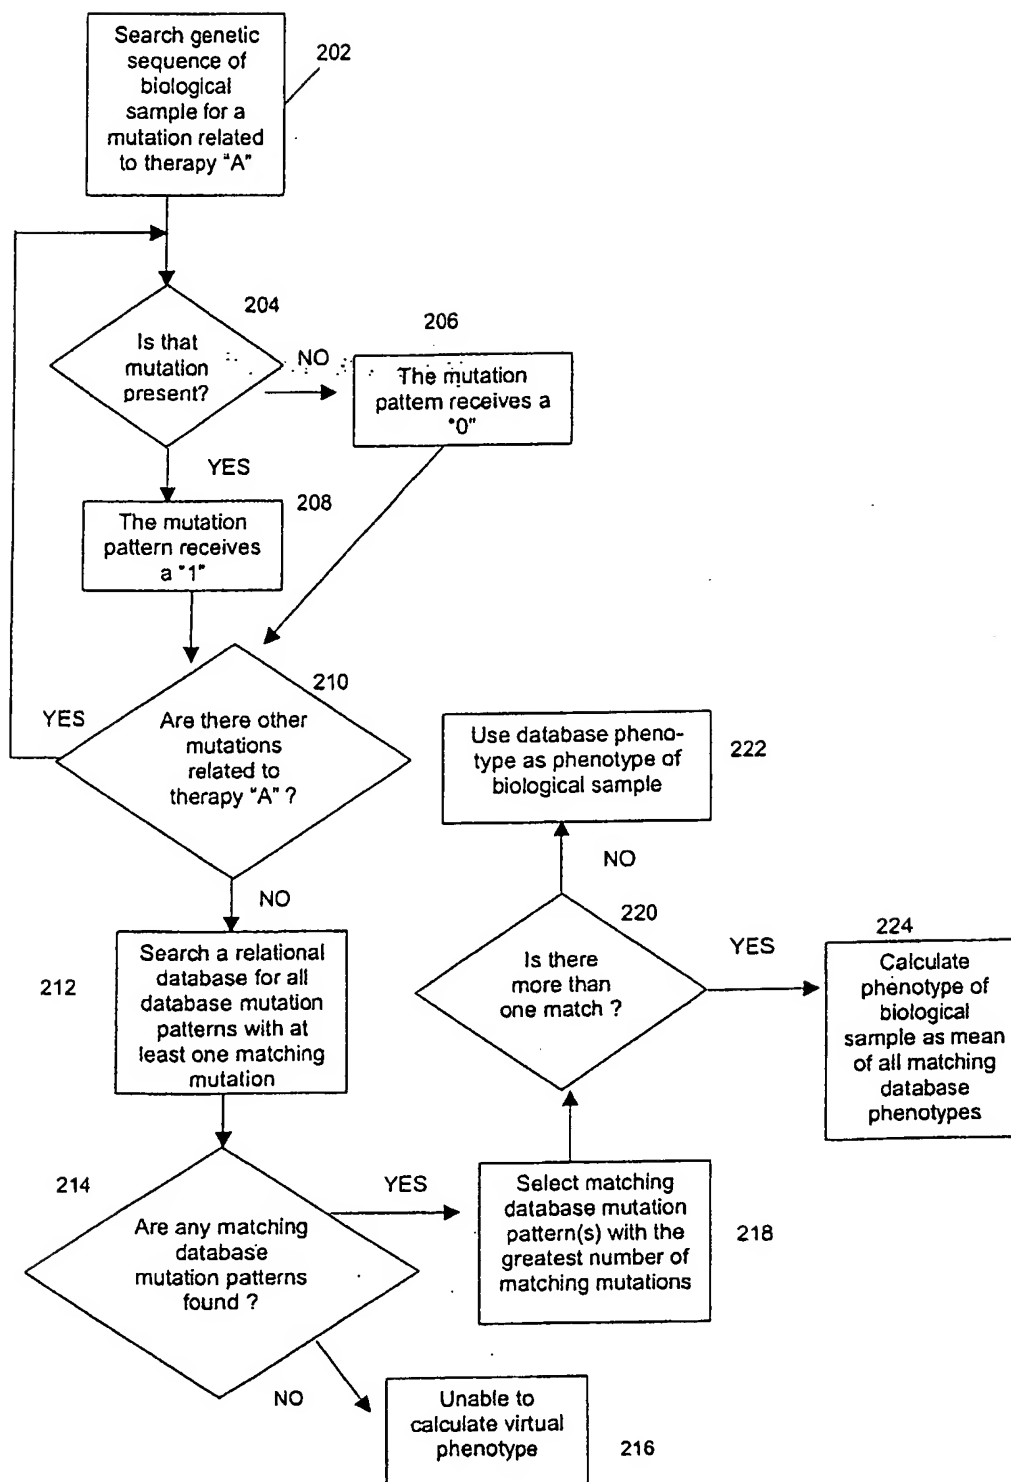 Search genetic
sequence of
biological
sample for a
mutation related
to therapy "A"
202
204
Is that
mutation
present?
NO
206
The mutation
pattern receives a
"0"
YES
208
The mutation
pattern receives
a "1"
210
YES
Are there other
mutations
related to
therapy "A" ?
NO
212
Search a relational
database for all
database mutation
patterns with at
least one matching
mutation
214
Are any matching
database
mutation patterns
found ?
YES
NO
Unable to
calculate virtual
phenotype
216
Select matching
database mutation
pattern(s) with the
greatest number of
matching mutations
218
220
Is there
more than
one match ?
NO
Use database pheno-
type as phenotype of
biological sample
222
YES
224
Calculate
phenotype of
biological
sample as mean
of all matching
database
phenotypes